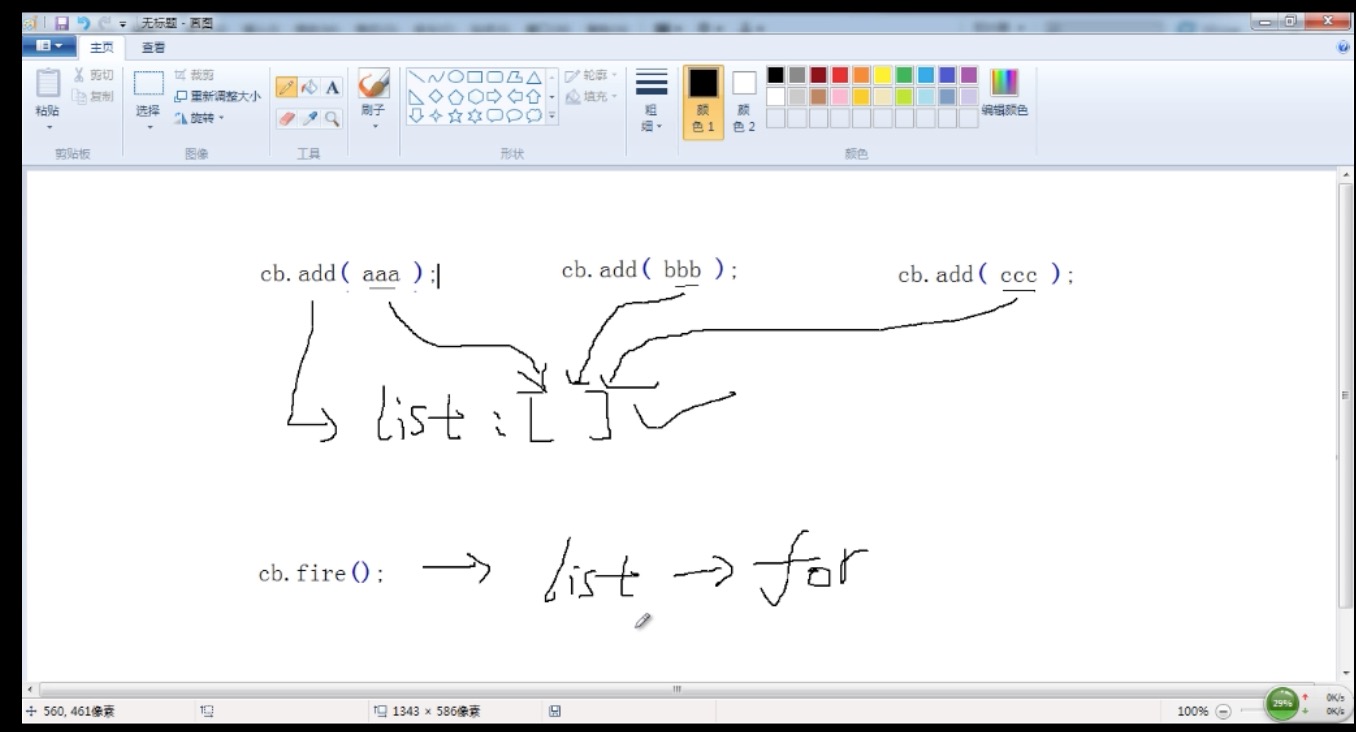 无标题 - 画图
主页 查看
剪切
复制
粘贴
剪贴板
裁剪
重新调整大小
旋转
选择
图像
A
工具
刷子
轮廓
填充
形状
粗细
颜色 1
颜色 2
编辑颜色
颜色
cb.add( aaa ); cb.add( bbb ); cb.add( ccc );
list : [ ]
cb.fire(); → list → for
560, 461像素 1343 × 586像素 100% 29% 0K/s
0K/s